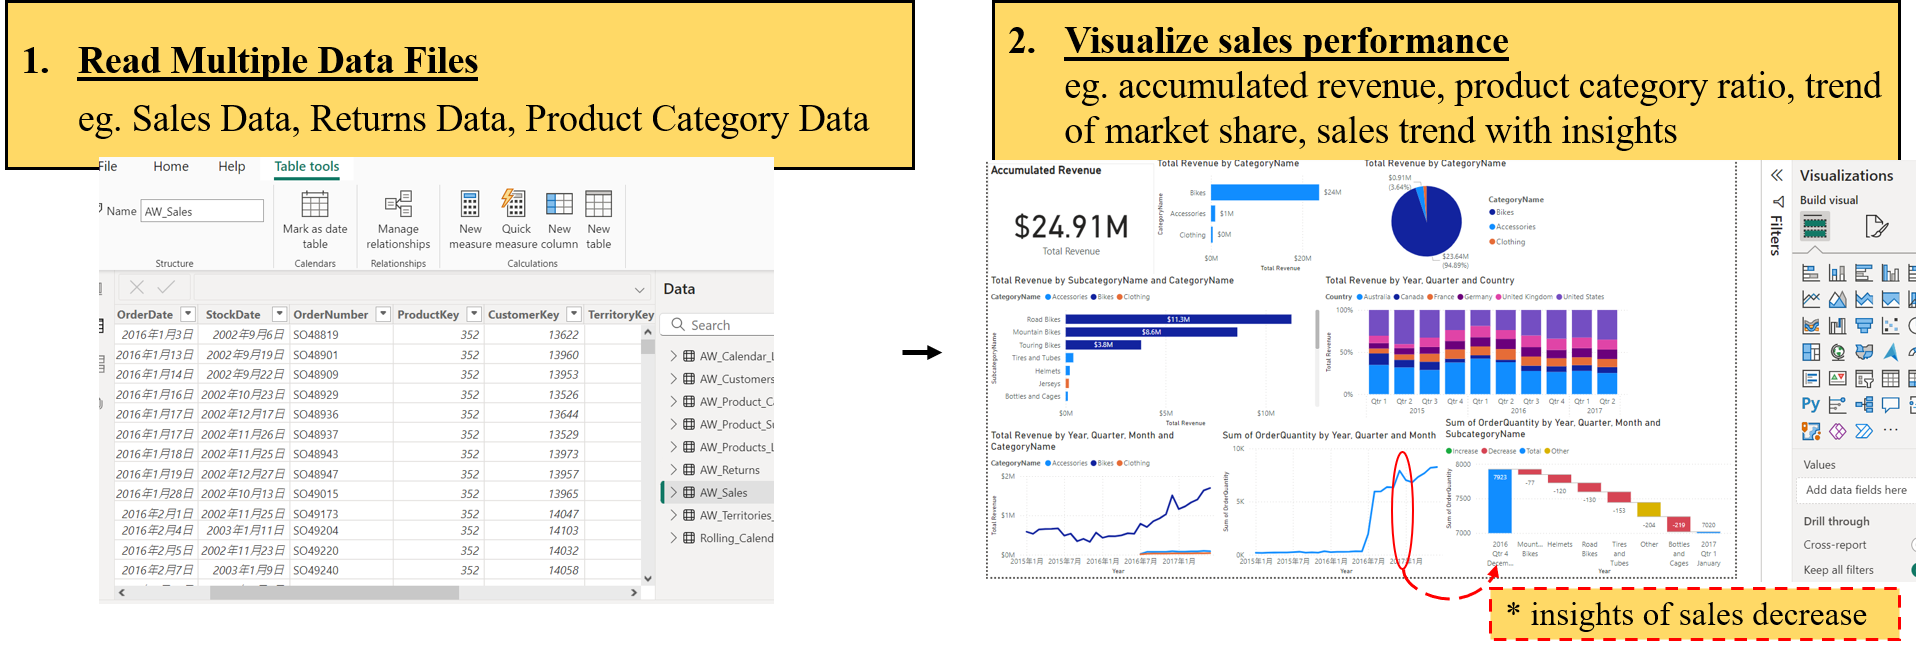 1. Read Multiple Data Files
eg. Sales Data, Returns Data, Product Category Data
File Home Help Table tools
Name AW_Sales
Mark as date table
Manage relationships
New measure
Quick measure
New column
New table
Structure Calendars Relationships Calculations
OrderDate StockDate OrderNumber ProductKey CustomerKey TerritoryKey
2016年1月3日 2002年9月6日 SO48819 352 13622
2016年1月13日 2002年9月19日 SO48901 352 13960
2016年1月14日 2002年9月22日 SO48909 352 13953
2016年1月16日 2002年10月23日 SO48929 352 13526
2016年1月17日 2002年12月17日 SO48936 352 13644
2016年1月17日 2002年11月26日 SO48937 352 13529
2016年1月18日 2002年11月25日 SO48943 352 13973
2016年1月19日 2002年12月27日 SO48947 352 13957
2016年1月28日 2002年10月13日 SO49015 352 13965
2016年2月1日 2002年11月25日 SO49173 352 14047
2016年2月4日 2003年1月11日 SO49204 352 14103
2016年2月5日 2002年11月23日 SO49220 352 14032
2016年2月7日 2003年1月9日 SO49240 352 14058
Data
Search
AW_Calendar_L
AW_Customers
AW_Product_C
AW_Product_Su
AW_Products_L
AW_Returns
AW_Sales
AW_Territories_
Rolling_Calend
2. Visualize sales performance
eg. accumulated revenue, product category ratio, trend
of market share, sales trend with insights
Accumulated Revenue
$24.91M
Total Revenue
Total Revenue by CategoryName
CategoryName
Bikes $24M
Accessories $1M
Clothing $0M
$0M $20M
Total Revenue
Total Revenue by CategoryName
$0.91M
(3.64%)
$23.64M
(94.89%)
CategoryName
Bikes
Accessories
Clothing
Total Revenue by SubcategoryName and CategoryName
CategoryName Accessories Bikes Clothing
SubcategoryName
Road Bikes $11.3M
Mountain Bikes $8.6M
Touring Bikes $3.8M
Tires and Tubes
Helmets
Jerseys
Bottles and Cages
$0M $5M $10M
Total Revenue
Total Revenue by Year, Quarter and Country
Country Australia Canada France Germany United Kingdom United States
Total Revenue
100%
50%
0%
Qtr 1 Qtr 2 Qtr 3 Qtr 4 Qtr 1 Qtr 2 Qtr 3 Qtr 4 Qtr 1 Qtr 2
2015 2016 2017
Total Revenue by Year, Quarter, Month and
CategoryName
CategoryName Accessories Bikes Clothing
Total Revenue
$2M
$1M
$0M
2015年1月 2015年7月 2016年1月 2016年7月 2017年1月
Year
Sum of OrderQuantity by Year, Quarter and Month
Sum of OrderQuantity
10K
5K
0K
2015年1月 2015年7月 2016年1月 2016年7月 2017年1月
Year
Sum of OrderQuantity by Year, Quarter, Month and
SubcategoryName
Increase Decrease Total Other
Sum of OrderQuantity
8000
7500
7000
7923 -77 -120 -130 -153 -204 -219 7020
2016 Qtr 4 Decem...
Mount... Bikes
Helmets
Road Bikes
Tires and Tubes
Other
Bottles and Cages
2017 Qtr 1 January
Year
Filters
Visualizations
Build visual
Py
...
Values
Add data fields here
Drill through
Cross-report
Keep all filters
* insights of sales decrease